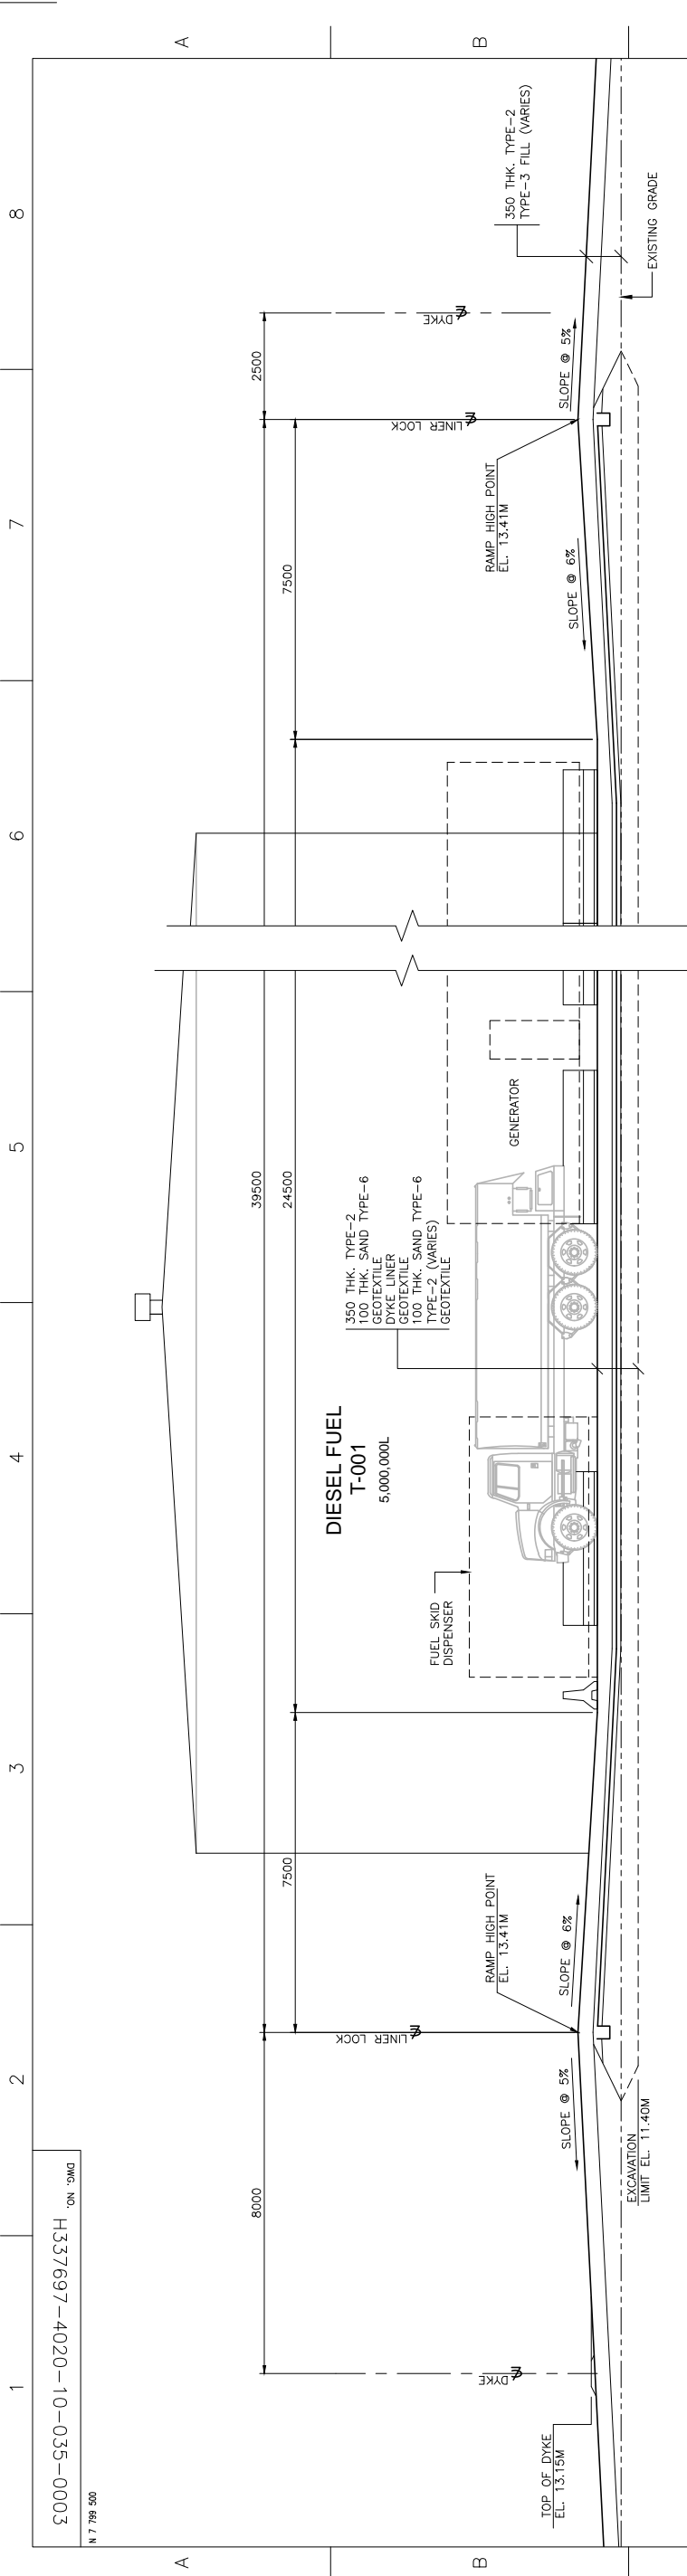 DWG. NO. H337697-4020-10-035-0003
N 7 799 500
1
2
3
4
5
6
7
8
A
A
B
B
8000
39500
2500
7500
24500
7500
DYKE
LINER LOCK
LINER LOCK
DYKE
DIESEL FUEL
T-001
5,000,000L
350 THK. TYPE-2
100 THK. SAND TYPE-6
GEOTEXTILE
DYKE LINER
GEOTEXTILE
100 THK. SAND TYPE-6
TYPE-2 (VARIES)
GEOTEXTILE
FUEL SKID
DISPENSER
GENERATOR
TOP OF DYKE
EL. 13.15M
SLOPE @ 5%
RAMP HIGH POINT
EL. 13.41M
SLOPE @ 6%
EXCAVATION
LIMIT EL. 11.40M
SLOPE @ 6%
RAMP HIGH POINT
EL. 13.41M
SLOPE @ 5%
350 THK. TYPE-2
TYPE-3 FILL (VARIES)
EXISTING GRADE